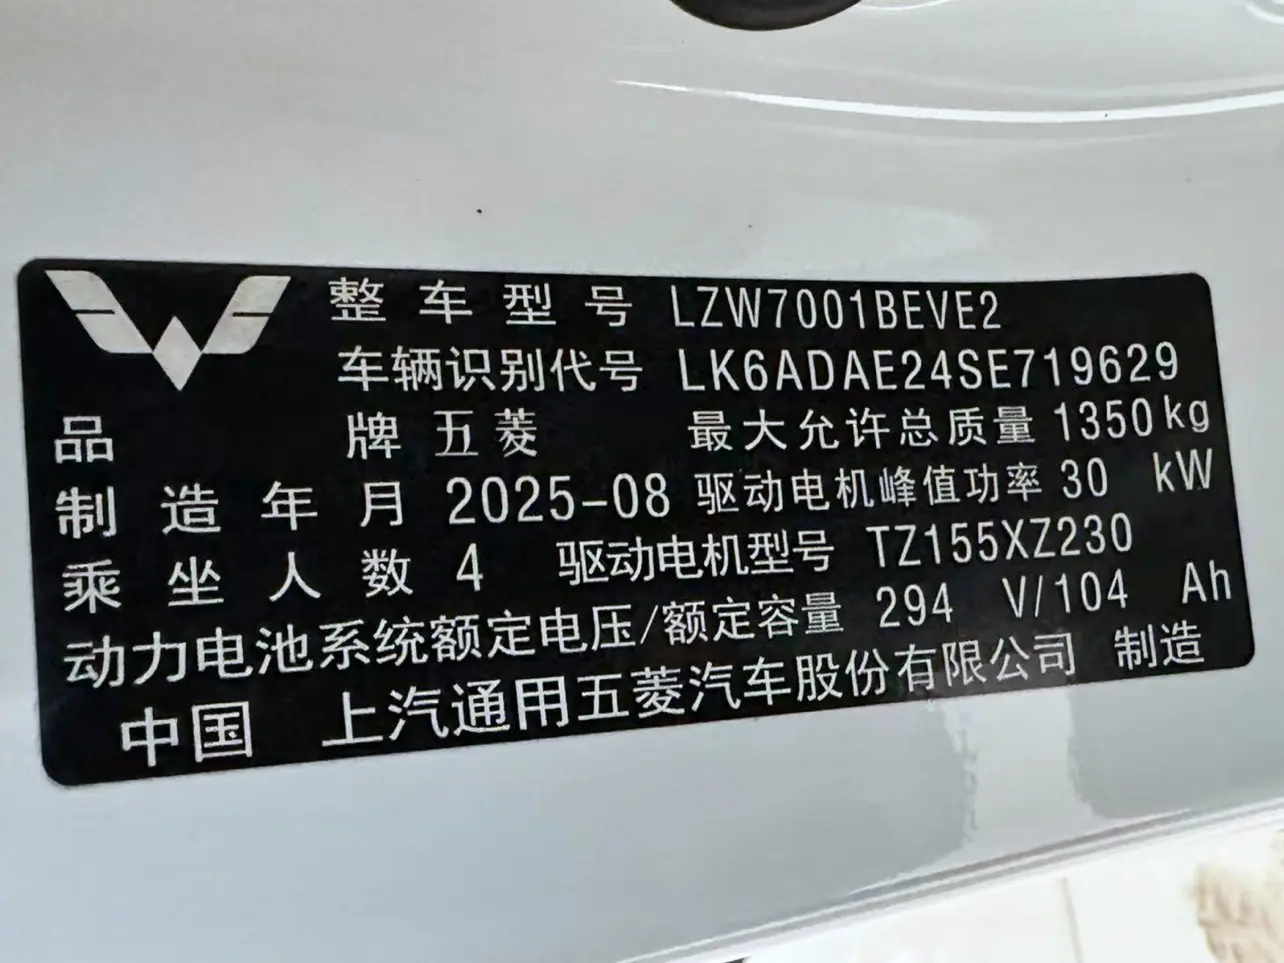 整车型号 LZW7001BEVE2
车辆识别代号 LK6ADAE24SE719629
品牌 五菱 最大允许总质量 1350kg
制造年月 2025-08 驱动电机峰值功率 30 kW
乘坐人数 4 驱动电机型号 TZ155XZ230
动力电池系统额定电压/额定容量 294 V/104 Ah
中国 上汽通用五菱汽车股份有限公司 制造